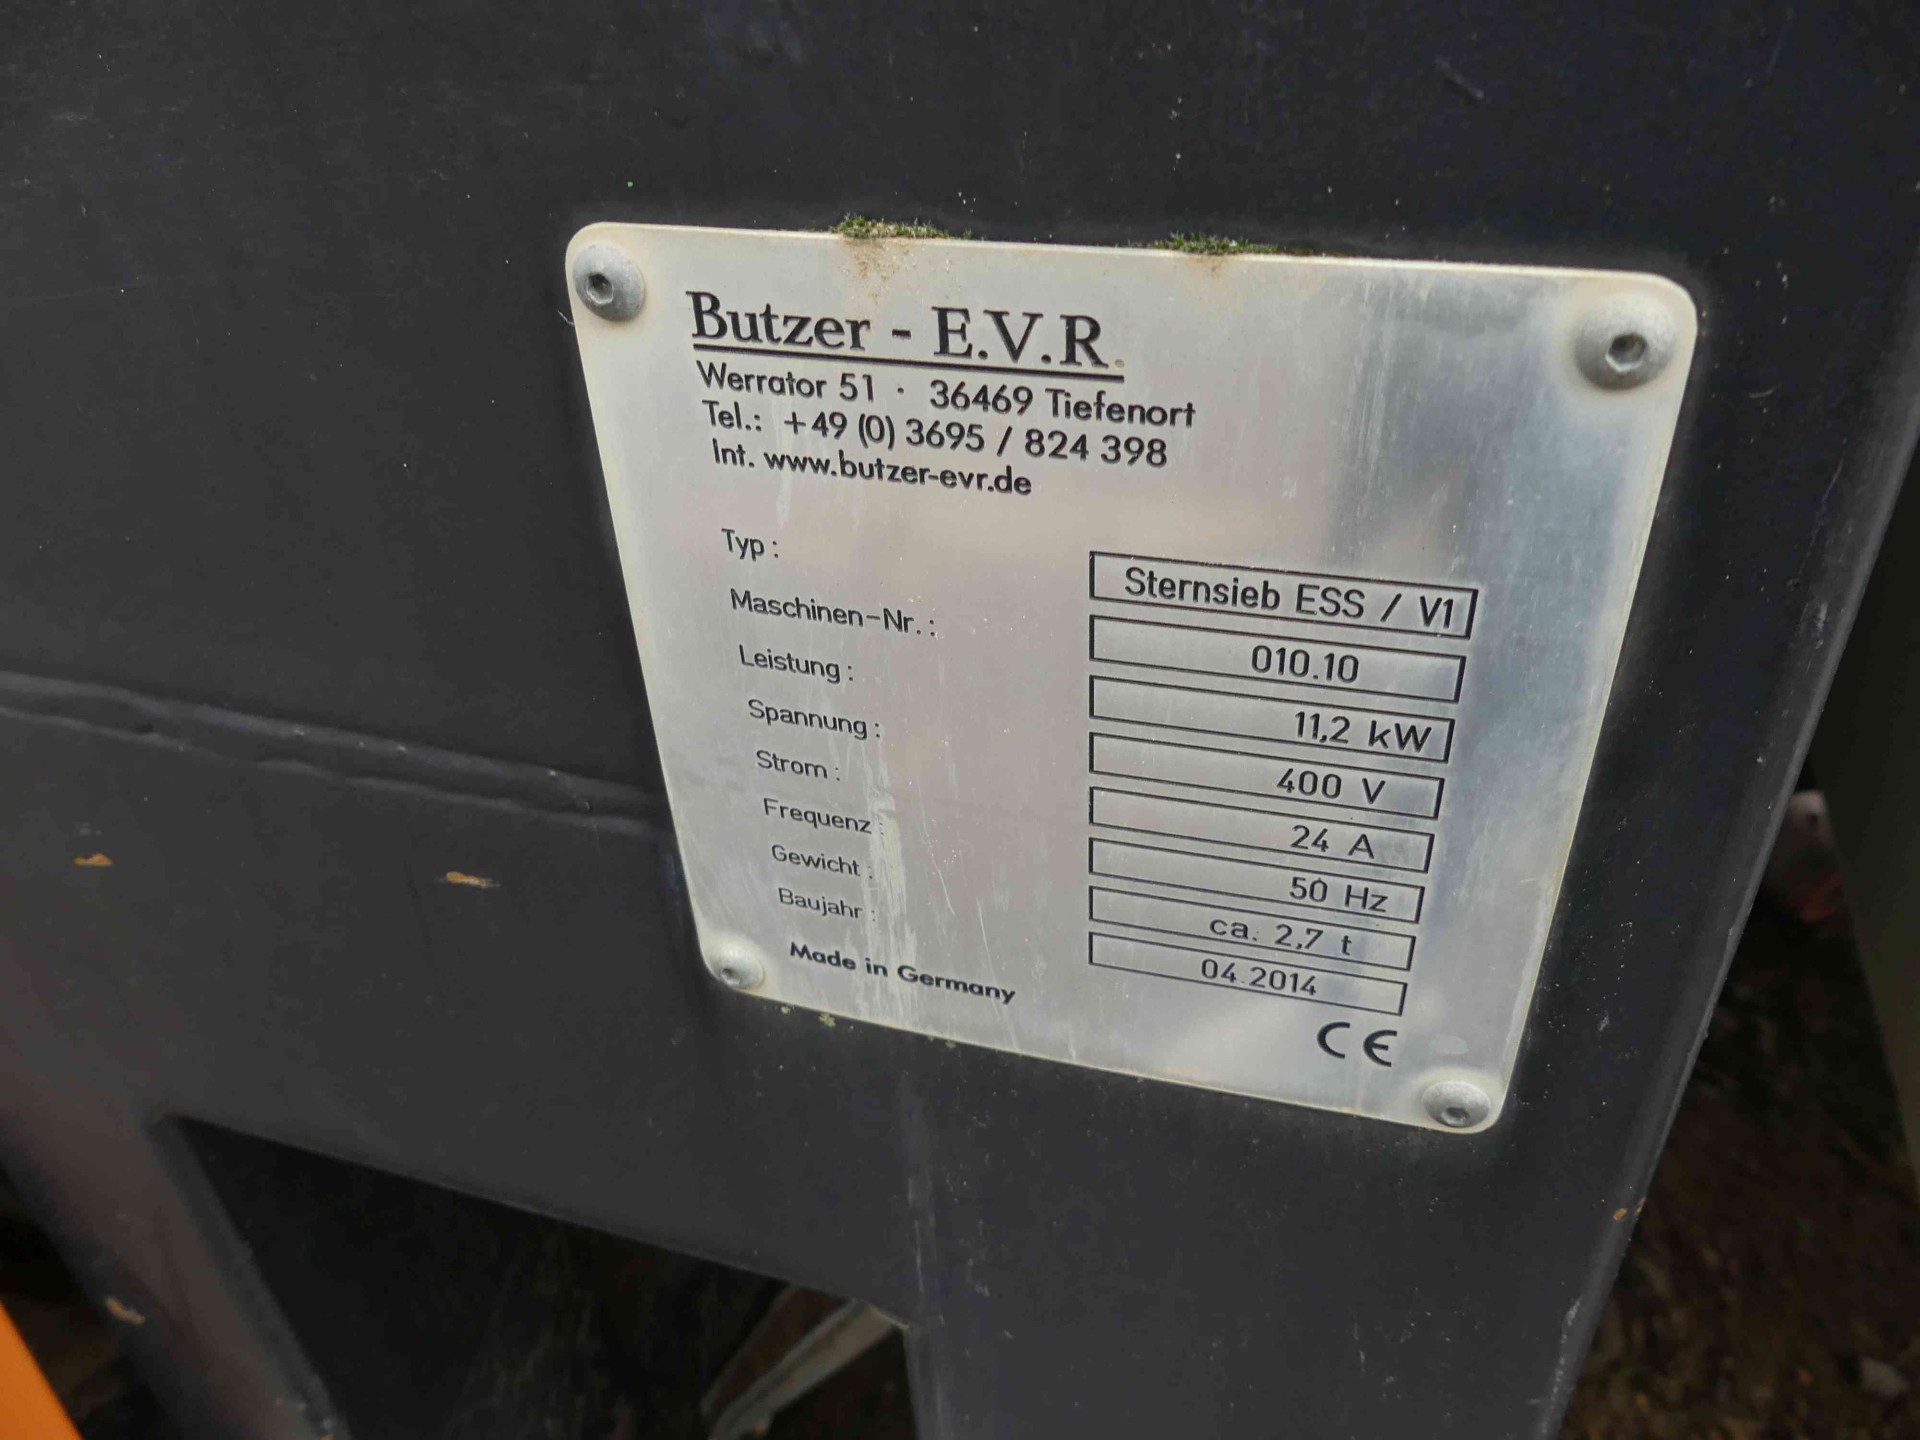 Butzer - E.V.R.
Werrator 51 · 36469 Tiefenort
Tel.: +49 (0) 3695 / 824 398
Int. www.butzer-evr.de
Typ: Sternsieb ESS / V1
Maschinen-Nr.: 010.10
Leistung: 11,2 kW
Spannung: 400 V
Strom: 24 A
Frequenz: 50 Hz
Gewicht: ca. 2,7 t
Baujahr: 04.2014
Made in Germany
CE